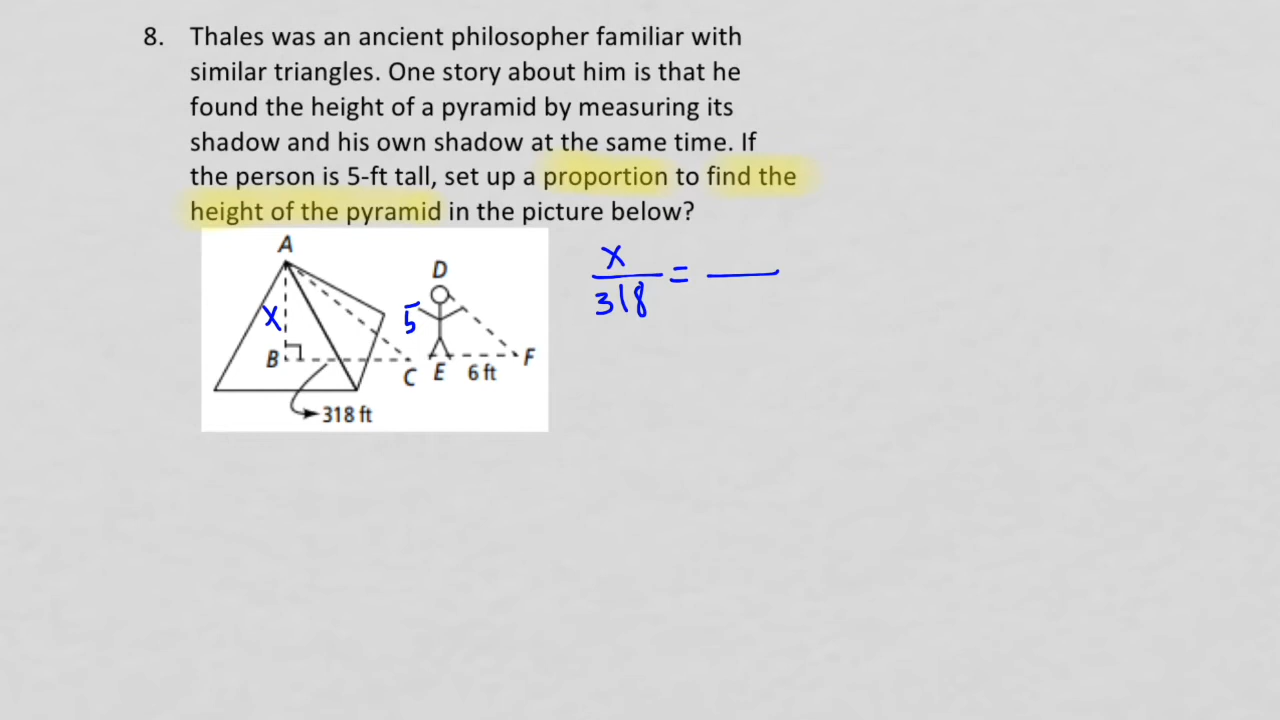 8. Thales was an ancient philosopher familiar with
similar triangles. One story about him is that he
found the height of a pyramid by measuring its
shadow and his own shadow at the same time. If
the person is 5-ft tall, set up a proportion to find the
height of the pyramid in the picture below?
A
D
x
5
B
C E 6 ft F
318 ft
x
=
318